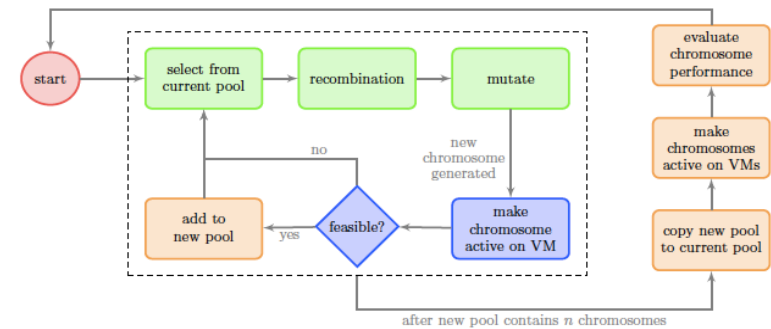 start
select from
current pool
recombination
mutate
evaluate
chromosome
performance
new
chromosome
generated
make
chromosomes
active on VMs
no
add to
new pool
yes
feasible?
make
chromosome
active on VM
copy new pool
to current pool
after new pool contains n chromosomes